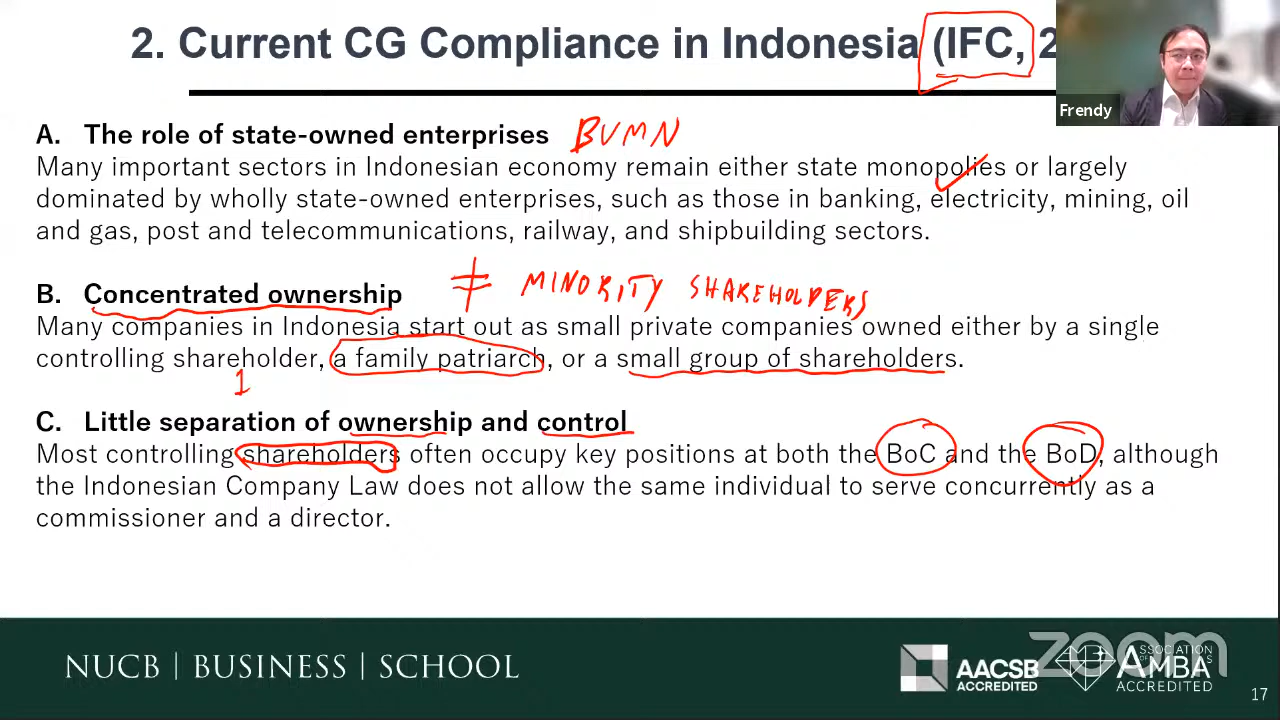 2. Current CG Compliance in Indonesia (IFC, 2
Frendy
A. The role of state-owned enterprises BUMN
Many important sectors in Indonesian economy remain either state monopolies or largely
dominated by wholly state-owned enterprises, such as those in banking, electricity, mining, oil
and gas, post and telecommunications, railway, and shipbuilding sectors.
B. Concentrated ownership ≠ MINORITY SHAREHOLDERS
Many companies in Indonesia start out as small private companies owned either by a single
controlling shareholder, a family patriarch, or a small group of shareholders.
1
C. Little separation of ownership and control
Most controlling shareholders often occupy key positions at both the BoC and the BoD, although
the Indonesian Company Law does not allow the same individual to serve concurrently as a
commissioner and a director.
NUCB | BUSINESS | SCHOOL
AACSB
ACCREDITED
zoom
ASSOCIATION
OF MBAS
AMBA
ACCREDITED
17